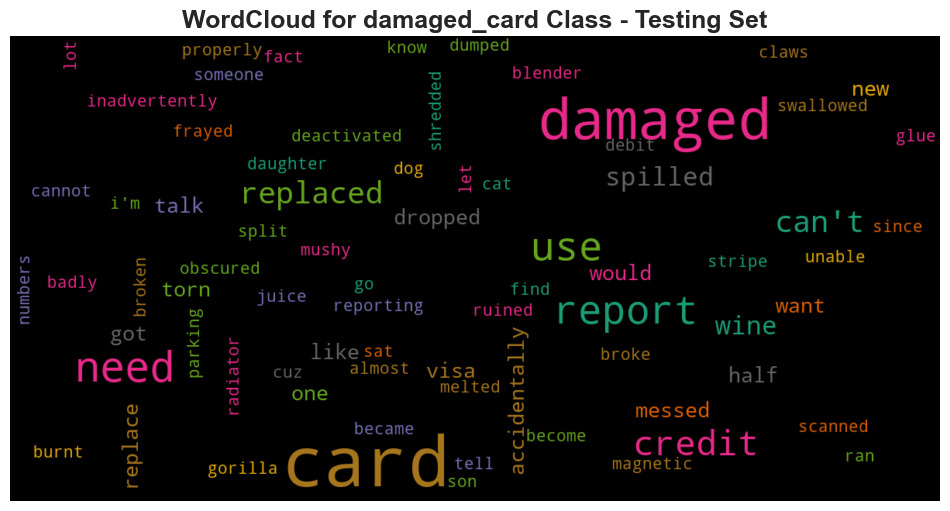 WordCloud for damaged_card Class - Testing Set
lot
properly
fact
know
dumped
claws
someone
blender
new
inadvertently
shredded
damaged
swallowed
frayed
deactivated
debit
glue
daughter
dog
let
cat
spilled
cannot
i'm
talk
replaced
dropped
can't
since
split
mushy
use
numbers
badly
broken
obscured
torn
juice
go
reporting
find
ruined
would
stripe
unable
report
wine
want
got
parking
radiator
like
sat
cuz
almost
visa
melted
accidentally
broke
half
need
one
replace
became
become
messed
credit
scanned
burnt
gorilla
card
tell
son
magnetic
ran